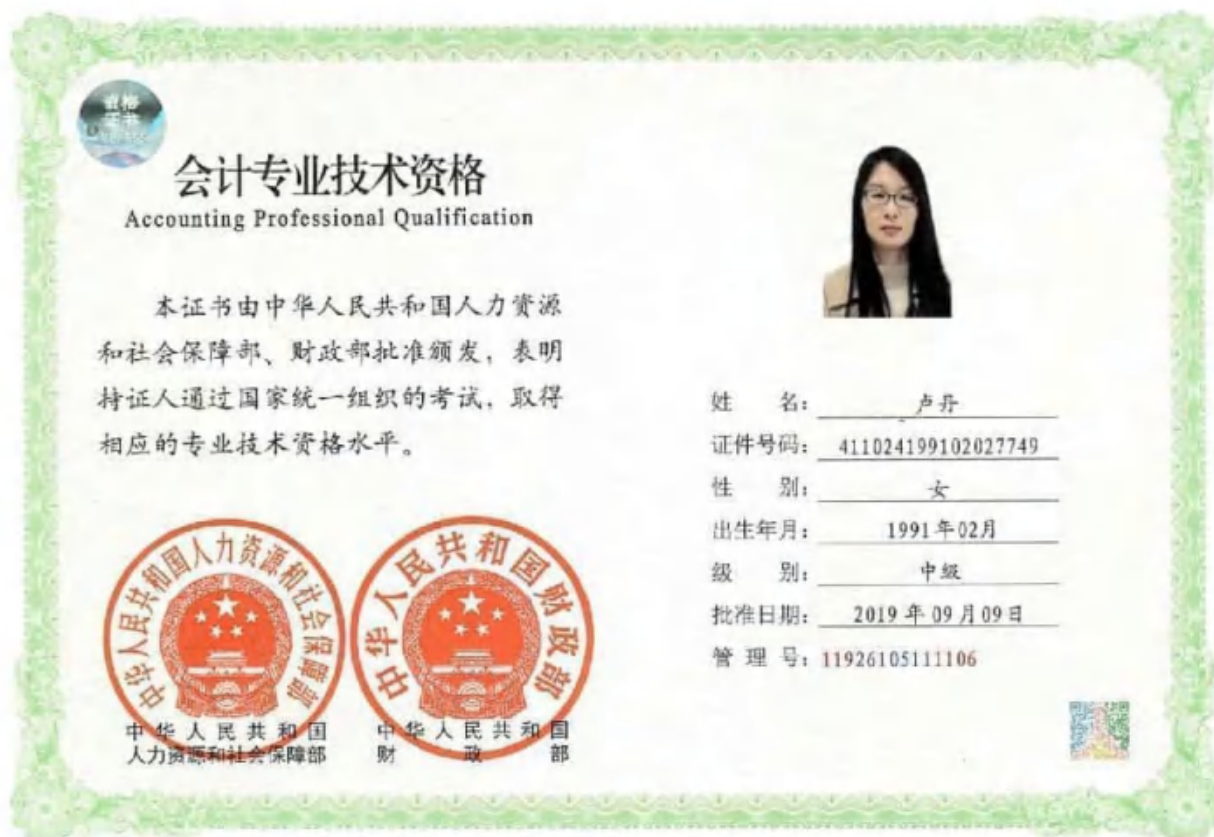 资格
证书
会计专业技术资格
Accounting Professional Qualification
本证书由中华人民共和国人力资源
和社会保障部、财政部批准颁发，表明
持证人通过国家统一组织的考试，取得
相应的专业技术资格水平。
姓 名： 卢丹
证件号码： 411024199102027749
性 别： 女
出生年月： 1991年02月
级 别： 中级
批准日期： 2019年09月09日
管 理 号： 11926105111106
中华人民共和国人力资源和社会保障部
中华人民共和国财政部
中华人民共和国
人力资源和社会保障部
中华人民共和国
财 政 部